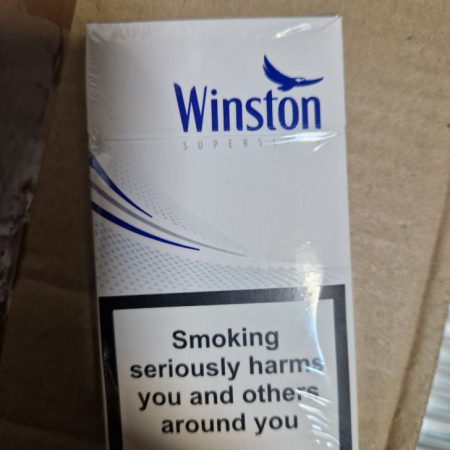 Winston
Smoking
seriously harms
you and others
around you